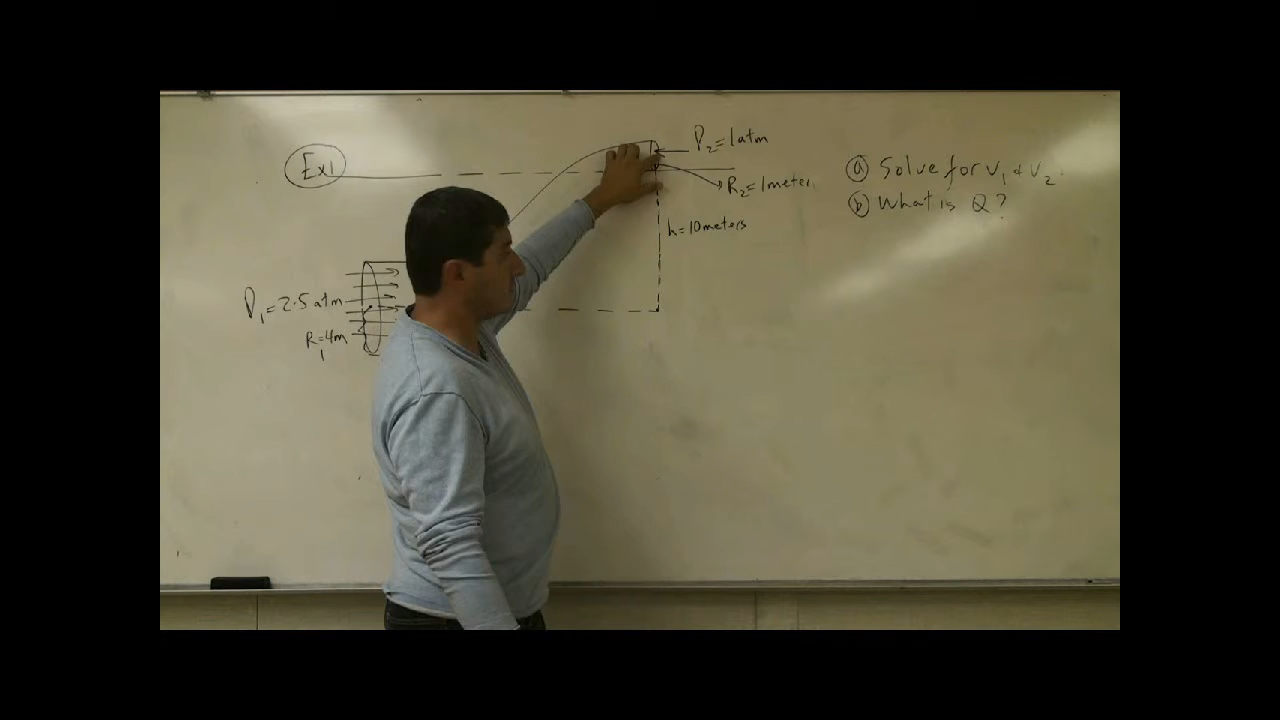 Ex1
P₂ = 1atm
R₂ = 1meter
h = 10meters
P₁ = 2.5 atm
R₁ = 4m
ⓐ Solve for v₁ & v₂.
ⓑ What is Q?